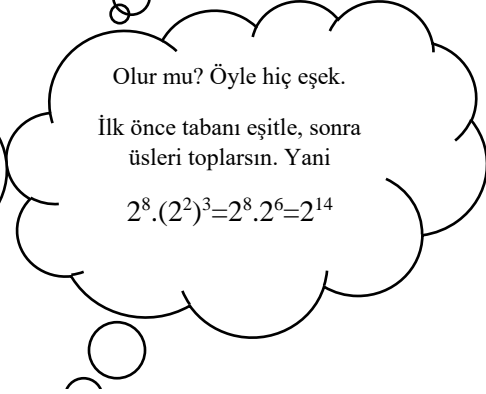 Olur mu? Öyle hiç eşek.
İlk önce tabanı eşitle, sonra
üsleri toplarsın. Yani
2⁸.(2²)³=2⁸.2⁶=2¹⁴